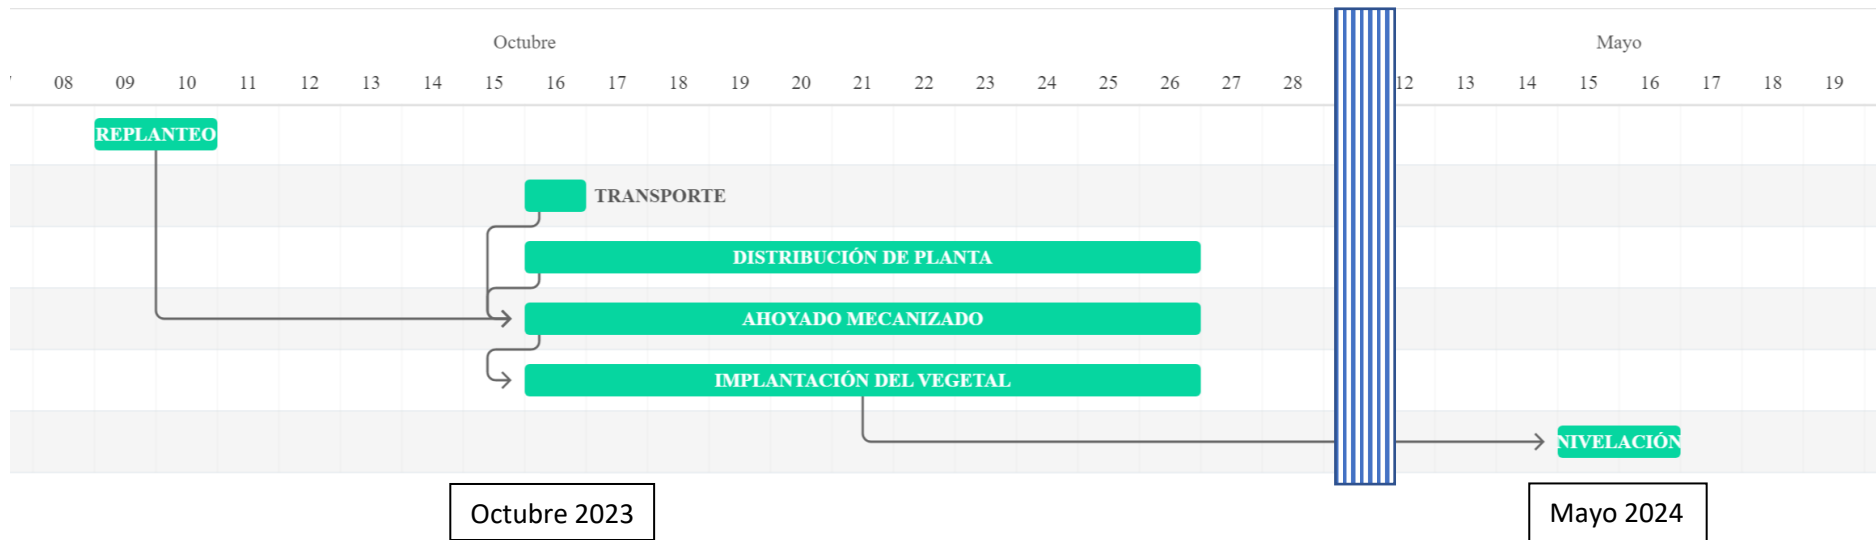 Octubre Mayo
08 09 10 11 12 13 14 15 16 17 18 19 20 21 22 23 24 25 26 27 28 12 13 14 15 16 17 18 19
REPLANTEO
TRANSPORTE
DISTRIBUCIÓN DE PLANTA
AHOYADO MECANIZADO
IMPLANTACIÓN DEL VEGETAL
NIVELACIÓN
Octubre 2023 Mayo 2024